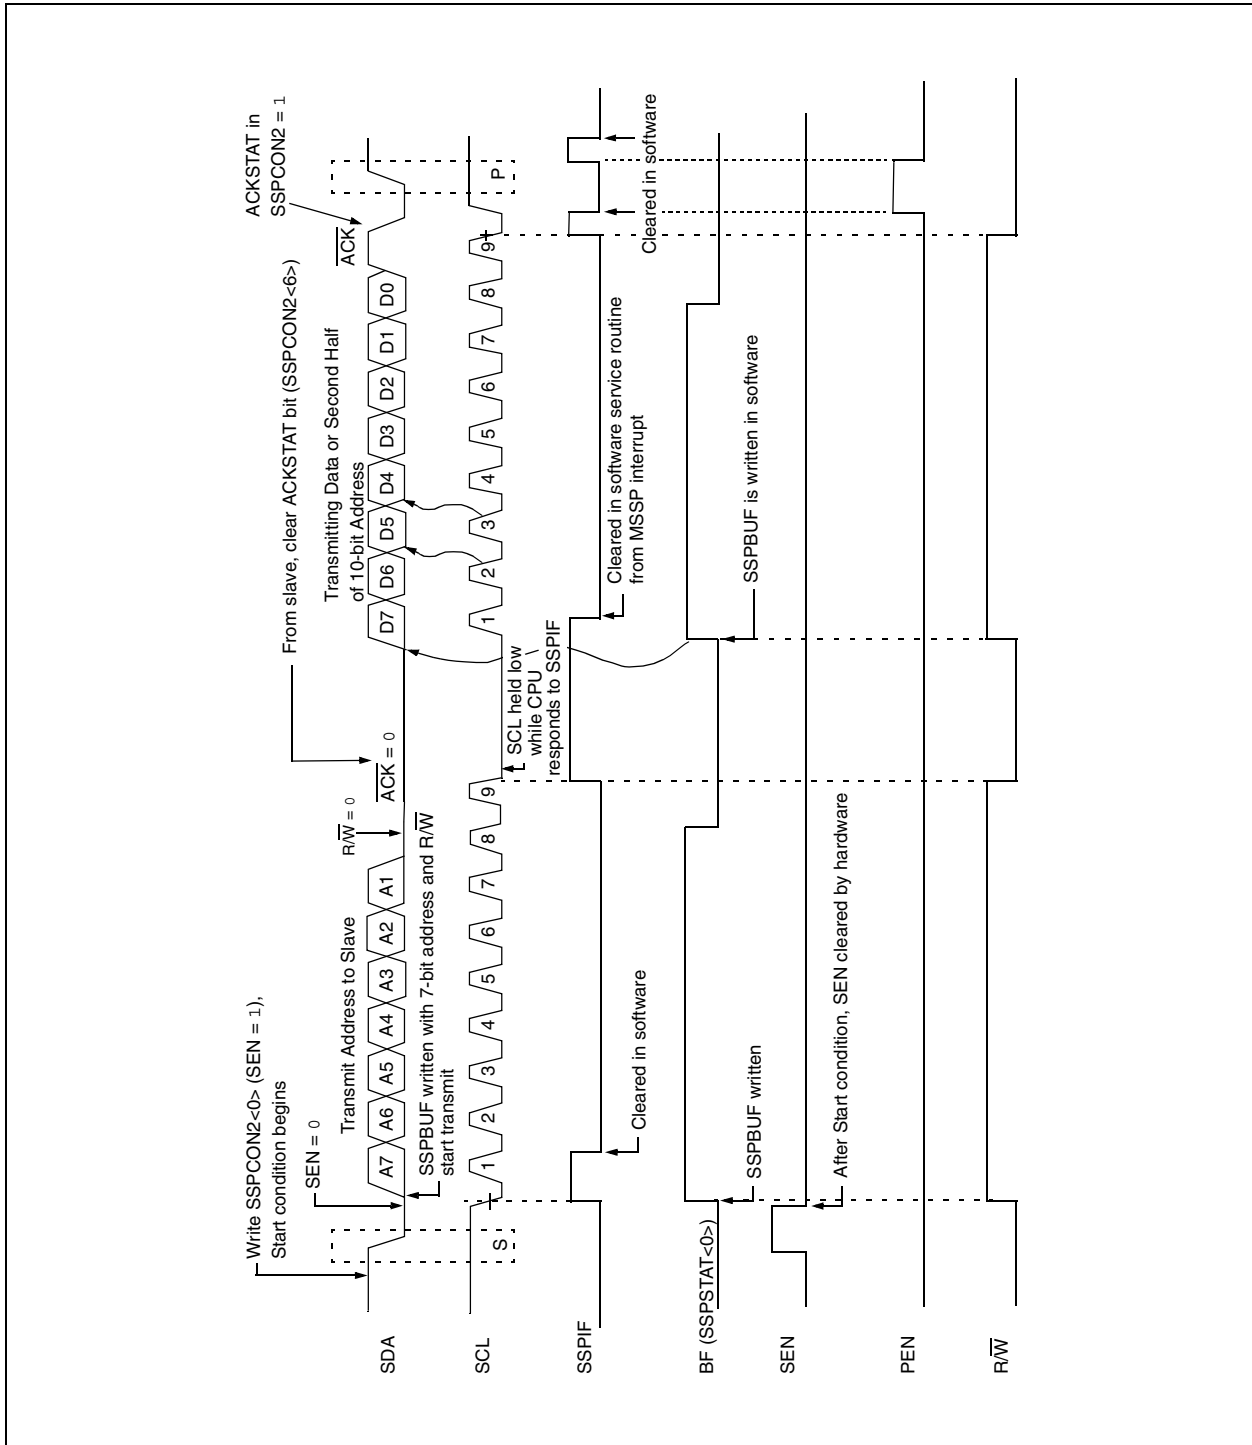 Write SSPCON2<0> (SEN = 1),
Start condition begins
SEN = 0
Transmit Address to Slave
R/W = 0
From slave, clear ACKSTAT bit (SSPCON2<6>)
ACK = 0
Transmitting Data or Second Half
of 10-bit Address
ACKSTAT in
SSPCON2 = 1
ACK
SDA
A7 A6 A5 A4 A3 A2 A1
D7 D6 D5 D4 D3 D2 D1 D0
SSPBUF written with 7-bit address and R/W
start transmit
SCL
S
1 2 3 4 5 6 7 8 9
1 2 3 4 5 6 7 8 9
P
SCL held low
while CPU
responds to SSPIF
SSPIF
Cleared in software
Cleared in software service routine
from MSSP interrupt
Cleared in software
BF (SSPSTAT<0>)
SSPBUF written
SSPBUF is written in software
SEN
After Start condition, SEN cleared by hardware
PEN
R/W